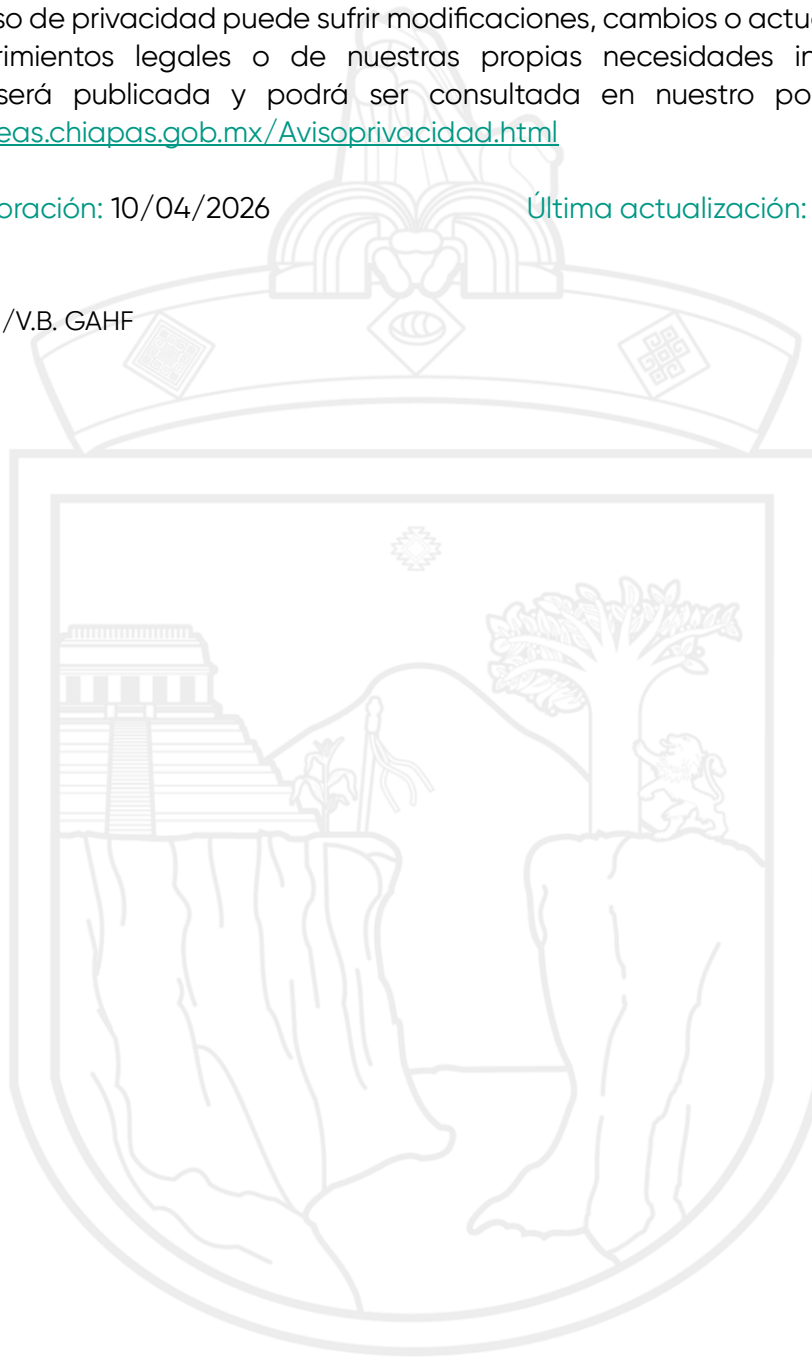 so de privacidad puede sufrir modificaciones, cambios o actu
rimientos legales o de nuestras propias necesidades in
será publicada y podrá ser consultada en nuestro po
eas.chiapas.gob.mx/Avisoprivacidad.html
oración: 10/04/2026 Última actualización:
/V.B. GAHF